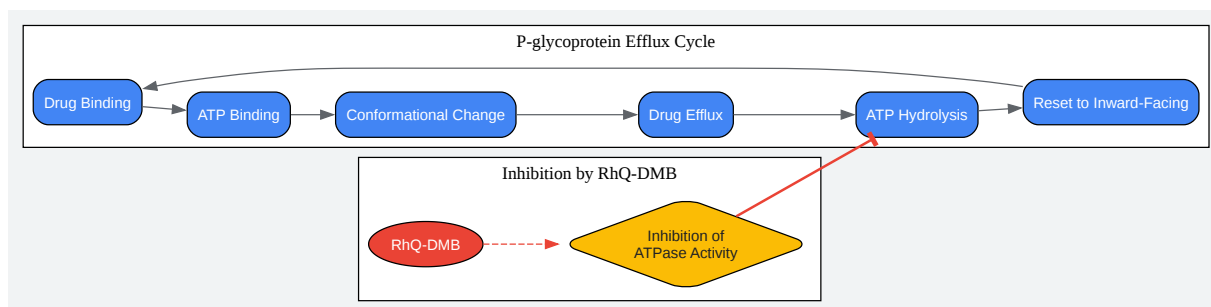 P-glycoprotein Efflux Cycle
Drug Binding
ATP Binding
Conformational Change
Drug Efflux
ATP Hydrolysis
Reset to Inward-Facing
Inhibition by RhQ-DMB
RhQ-DMB
Inhibition of
ATPase Activity